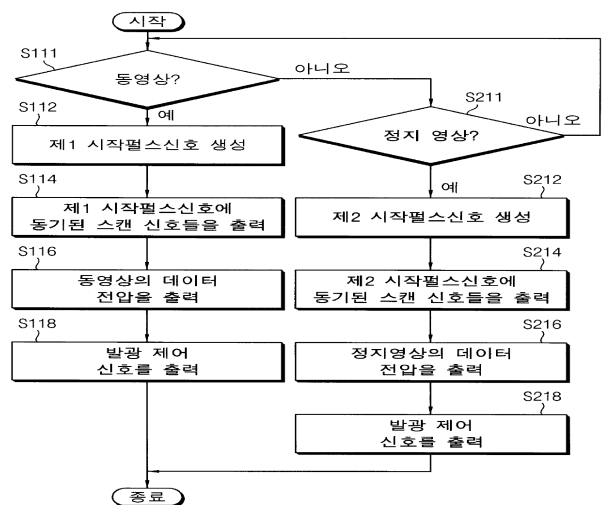 시작
S111
동영상?
아니오
예
S112
제1 시작펄스신호 생성
S114
제1 시작펄스신호에
동기된 스캔 신호들을 출력
S116
동영상의 데이터
전압을 출력
S118
발광 제어
신호를 출력
S211
정지 영상?
아니오
예
S212
제2 시작펄스신호 생성
S214
제2 시작펄스신호에
동기된 스캔 신호들을 출력
S216
정지영상의 데이터
전압을 출력
S218
발광 제어
신호를 출력
종료